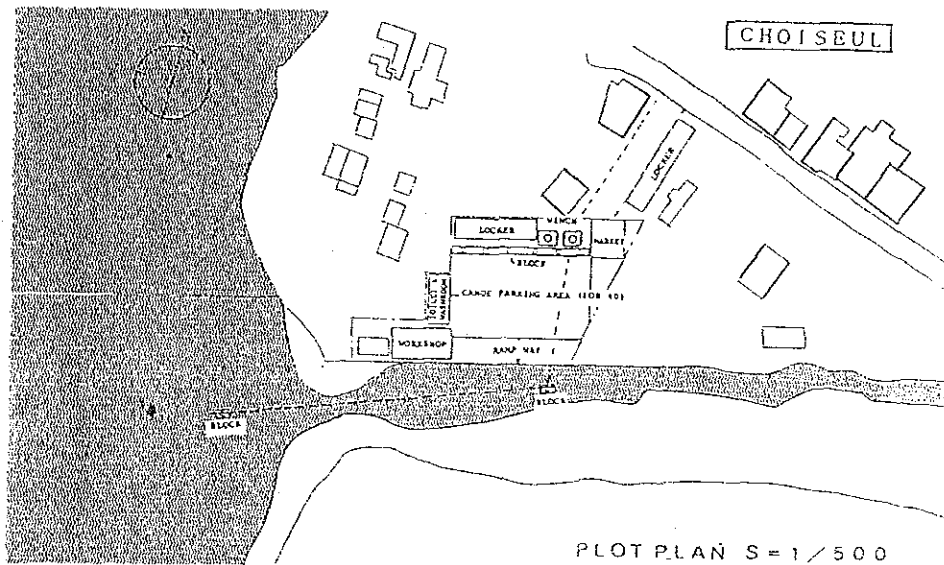 CHOISEUL
LOCKER
WINCH
LOCKER
MARKET
BLOCK
CANOE PARKING AREA (FOR 40)
TOILET &
WASHROOM
WORKSHOP
RAMP WAY
BLOCK
BLOCK
PLOT PLAN S=1/500